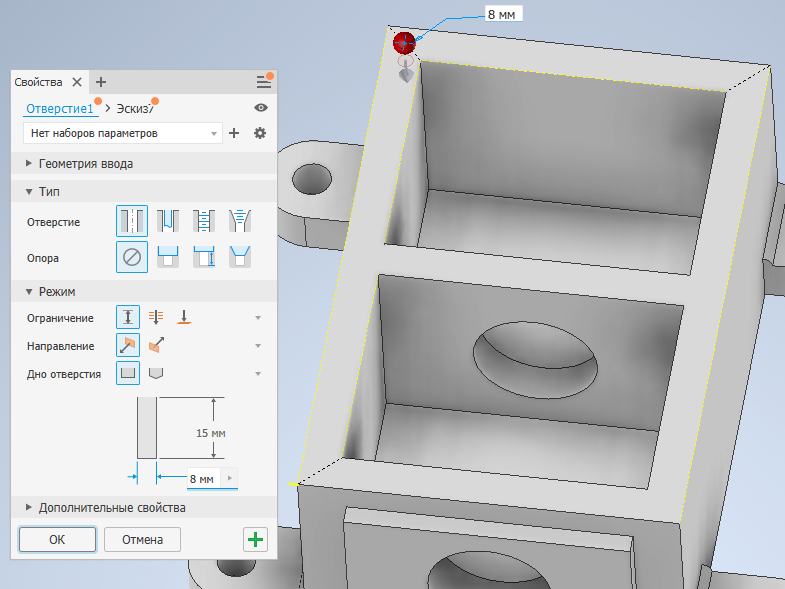 8 мм
Свойства
Отверстие1 > Эскиз7
Нет наборов параметров
Геометрия ввода
Тип
Отверстие
Опора
Режим
Ограничение
Направление
Дно отверстия
15 мм
8 мм
Дополнительные свойства
ОК
Отмена